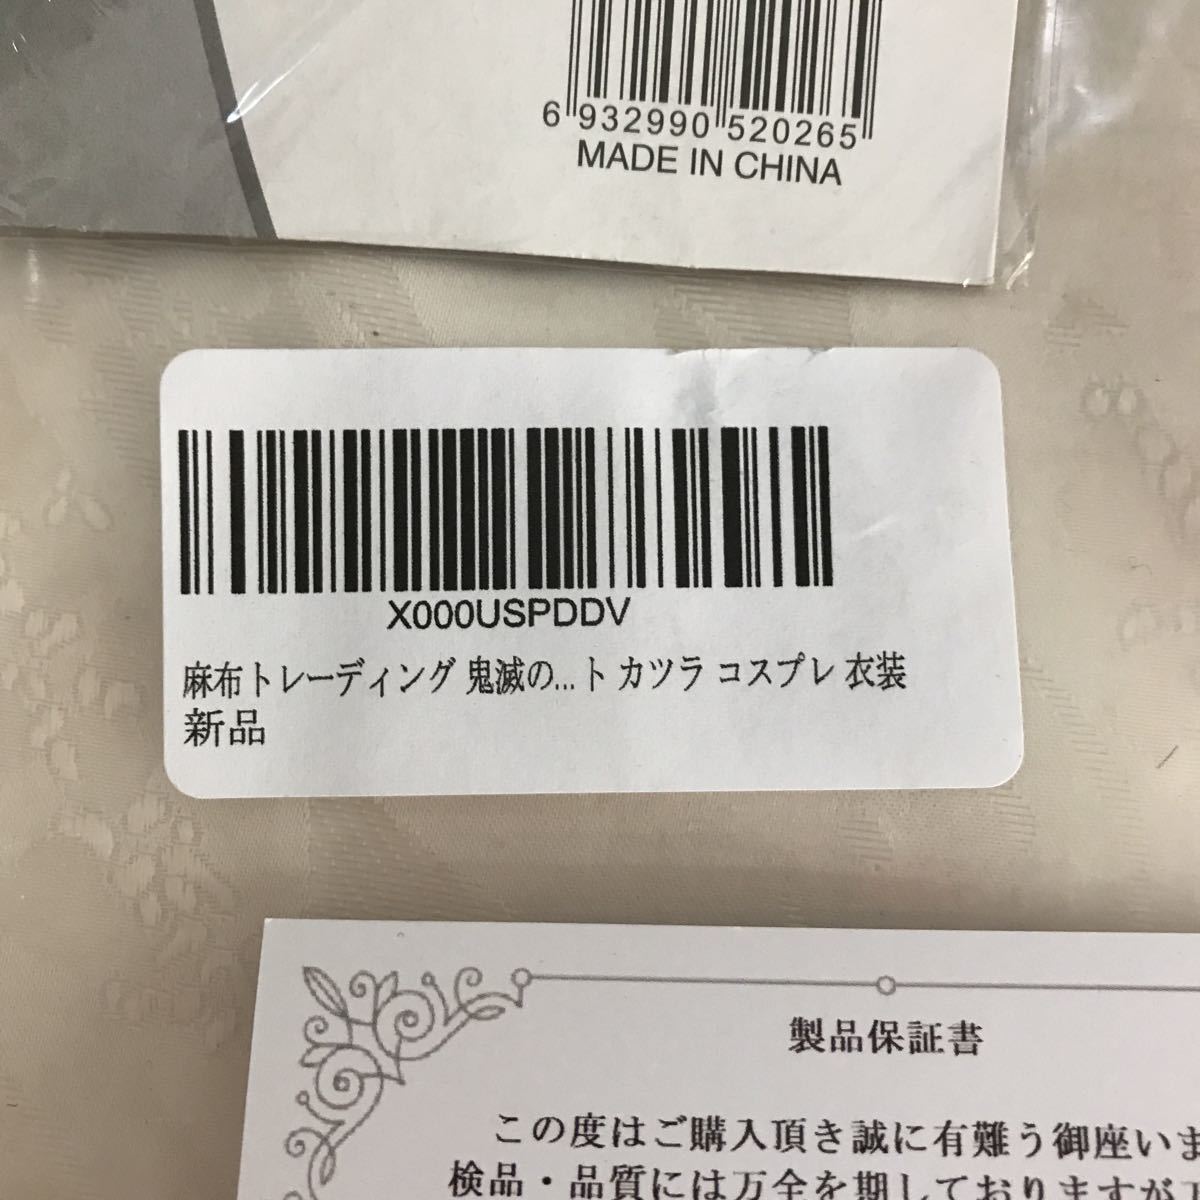 6 932990 520265
MADE IN CHINA
X000USPDDV
麻布トレーディング 鬼滅の...ト カツラ コスプレ 衣装
新品
製品保証書
この度はご購入頂き誠に有難う御座いま
検品・品質には万全を期しておりますが